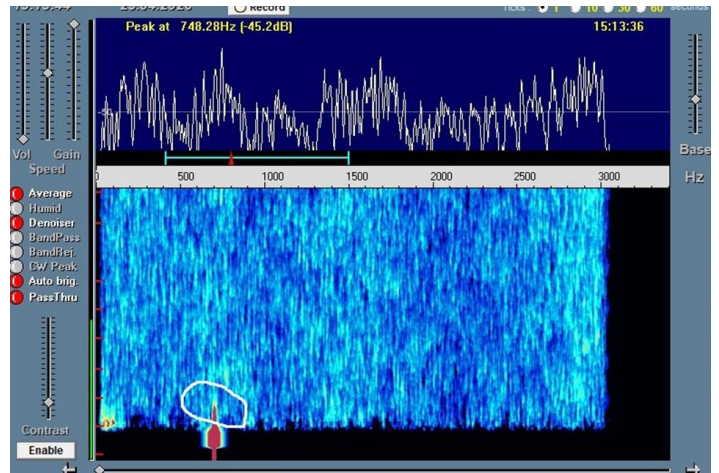 Record
Ticks : 1 10 30 60 seconds
Peak at 748.28Hz (-45.2dB)
15:13:36
-50
Vol Gain
Speed
Base
Hz
0 500 1000 1500 2000 2500 3000
Average
Humid
Denoiser
BandPass
BandRej.
CW Peak
Auto brig.
PassThru
Contrast
Enable